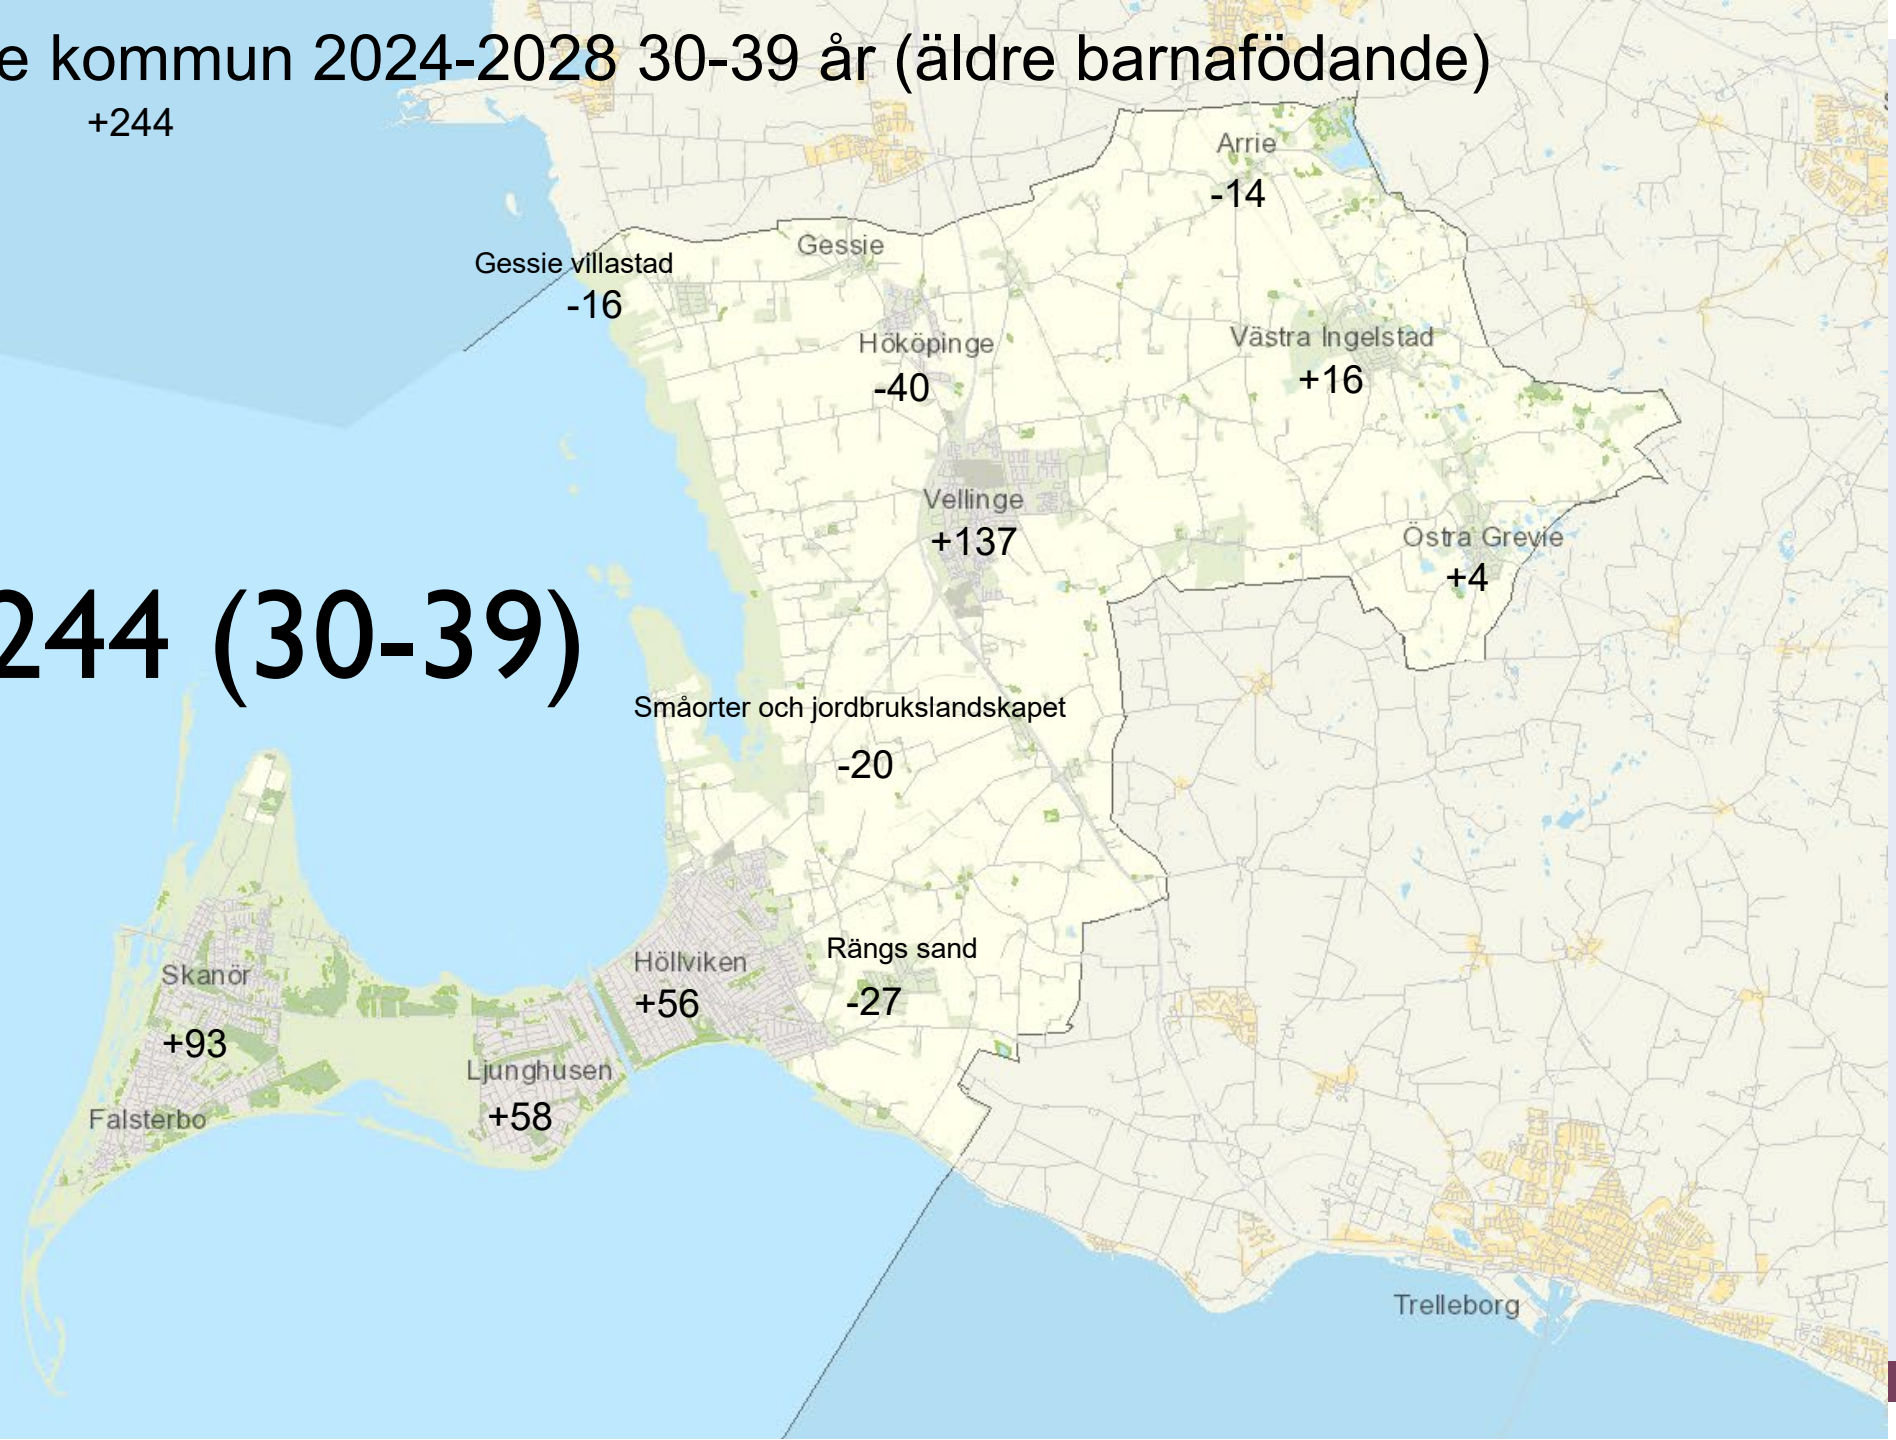 e kommun 2024-2028 30-39 år (äldre barnafödande)
+244
Arrie
-14
Gessie
Gessie villastad
-16
Hököpinge
-40
Västra Ingelstad
+16
Vellinge
+137
Östra Grevie
+4
244 (30-39)
Småorter och jordbrukslandskapet
-20
Rängs sand
-27
Höllviken
+56
Skanör
+93
Ljunghusen
+58
Falsterbo
Trelleborg